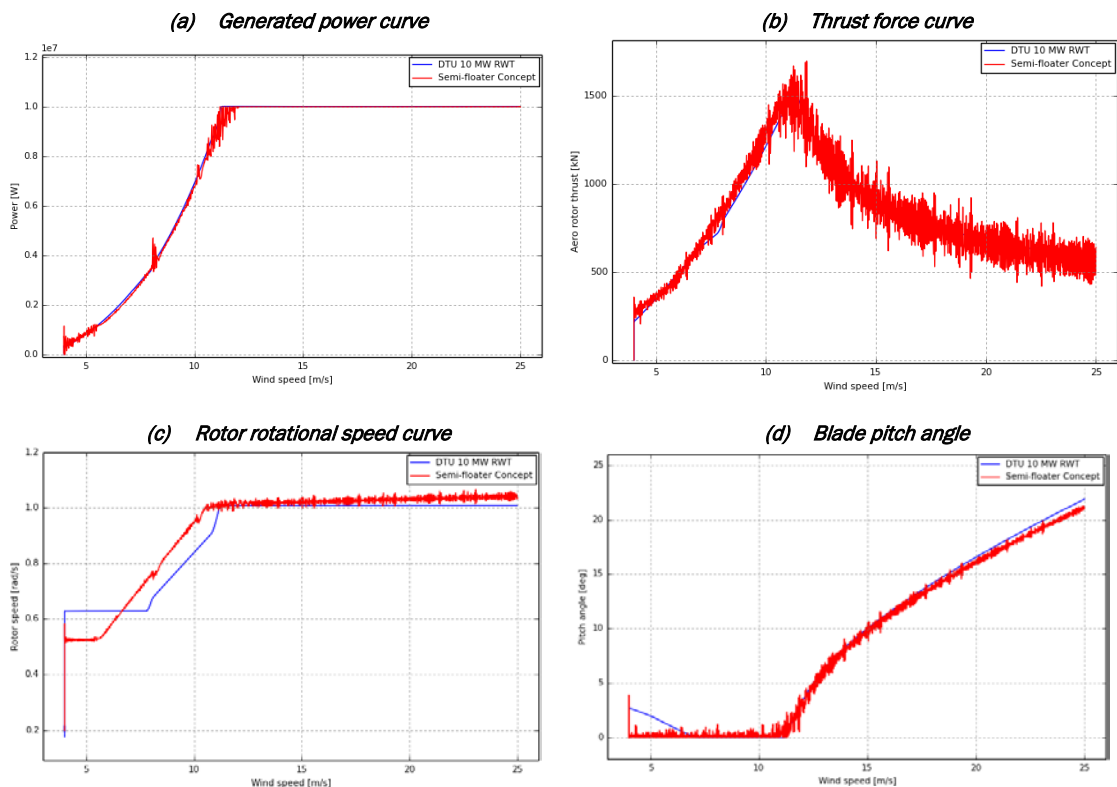 (a) Generated power curve
1e7
1.2
1.0
0.8
0.6
0.4
0.2
0.0
Power [W]
5 10 15 20 25
Wind speed [m/s]
DTU 10 MW RWT
Semi-floater Concept
(b) Thrust force curve
1500
1000
500
0
Aero rotor thrust [kN]
5 10 15 20 25
Wind speed [m/s]
DTU 10 MW RWT
Semi-floater Concept
(c) Rotor rotational speed curve
1.2
1.0
0.8
0.6
0.4
0.2
Rotor speed [rad/s]
5 10 15 20 25
Wind speed [m/s]
DTU 10 MW RWT
Semi-floater Concept
(d) Blade pitch angle
25
20
15
10
5
0
Pitch angle [deg]
5 10 15 20 25
Wind speed [m/s]
DTU 10 MW RWT
Semi-floater Concept